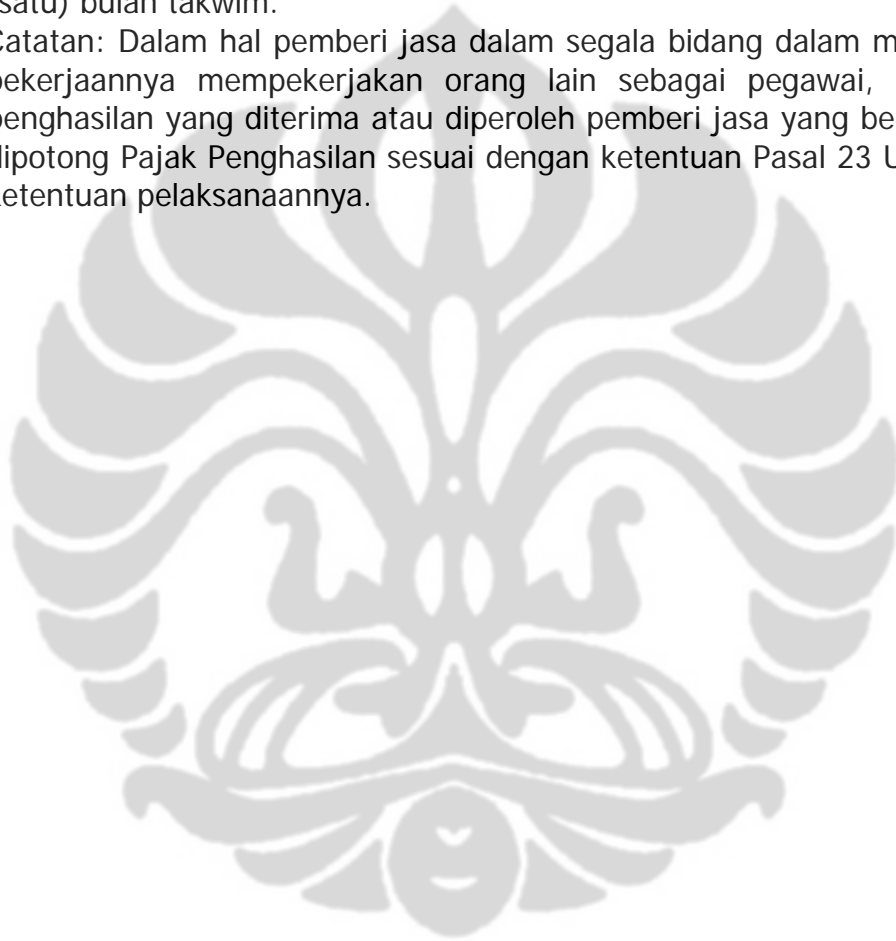 satu) bulan takwim.
Catatan: Dalam hal pemberi jasa dalam segala bidang dalam m
pekerjaannya mempekerjakan orang lain sebagai pegawai,
penghasilan yang diterima atau diperoleh pemberi jasa yang be
dipotong Pajak Penghasilan sesuai dengan ketentuan Pasal 23 U
ketentuan pelaksanaannya.